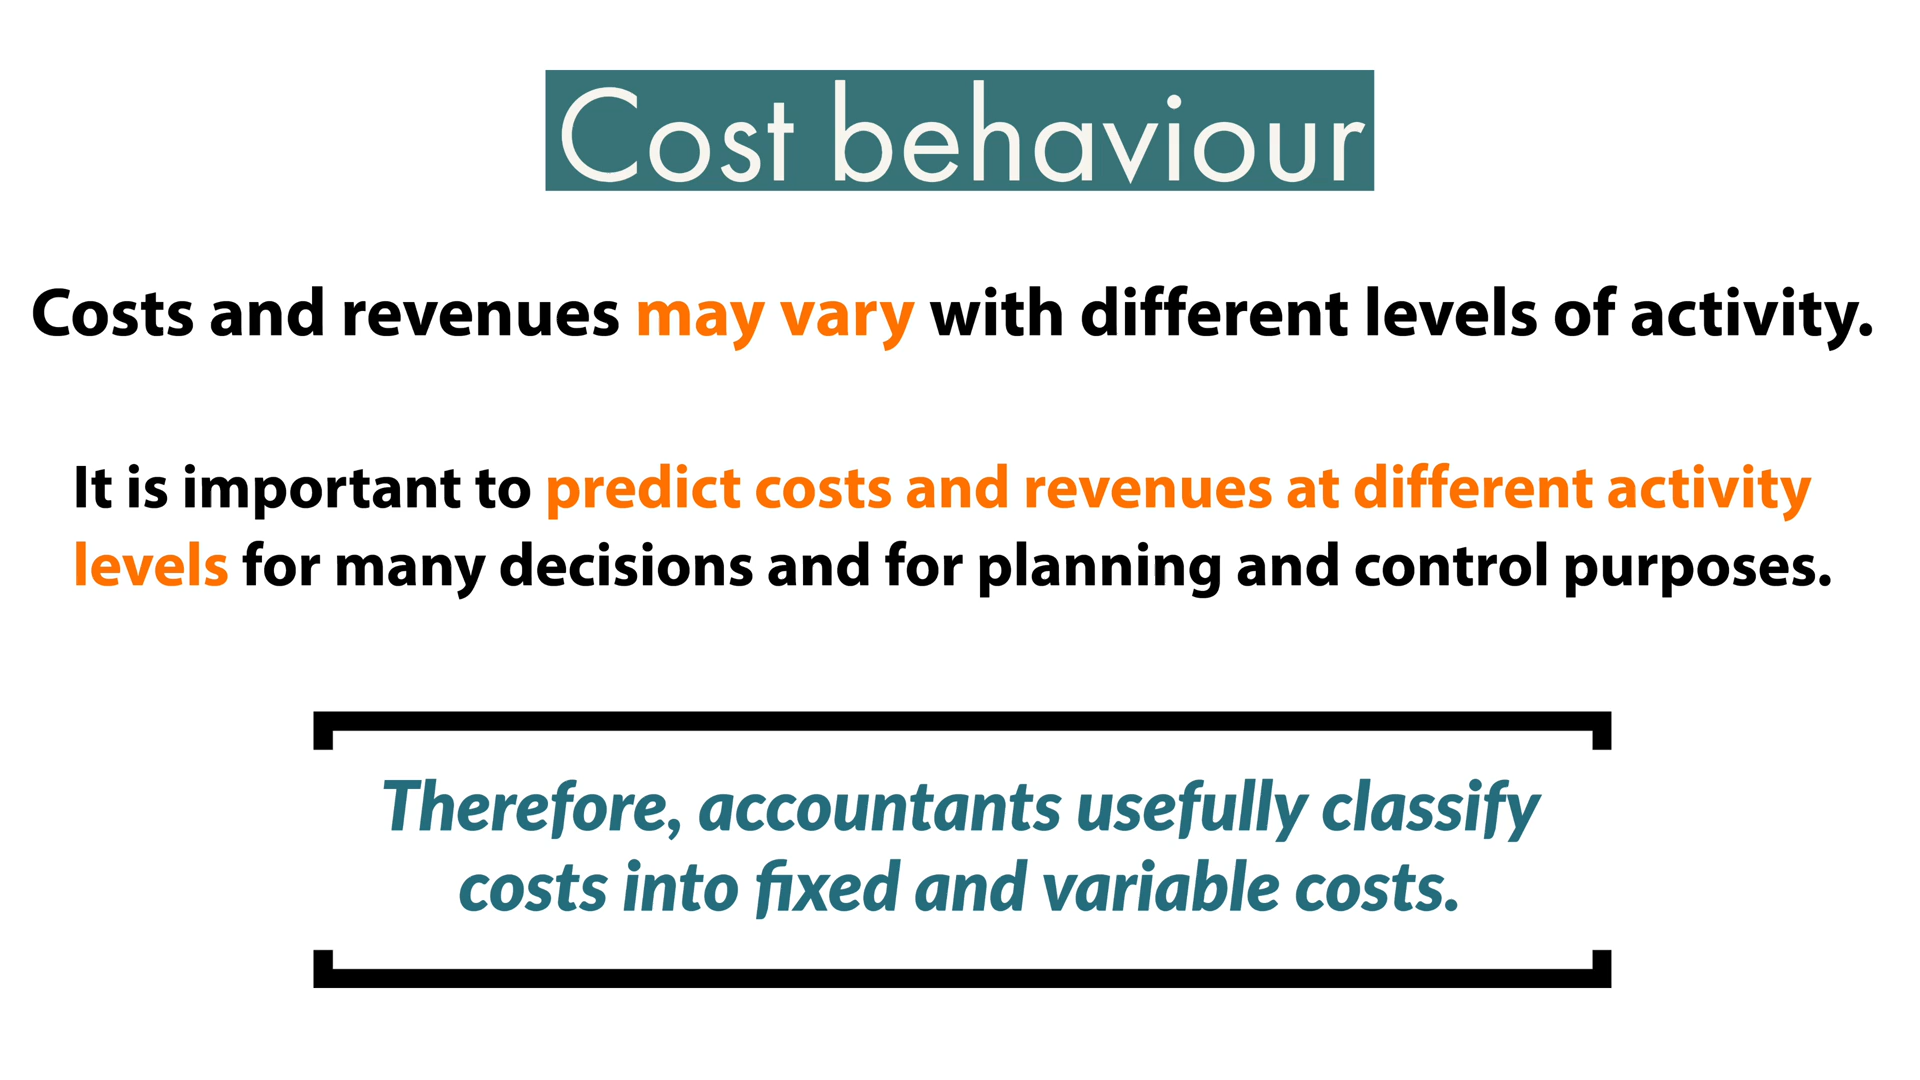 Cost behaviour
Costs and revenues may vary with different levels of activity.
It is important to predict costs and revenues at different activity
levels for many decisions and for planning and control purposes.
Therefore, accountants usefully classify
costs into fixed and variable costs.